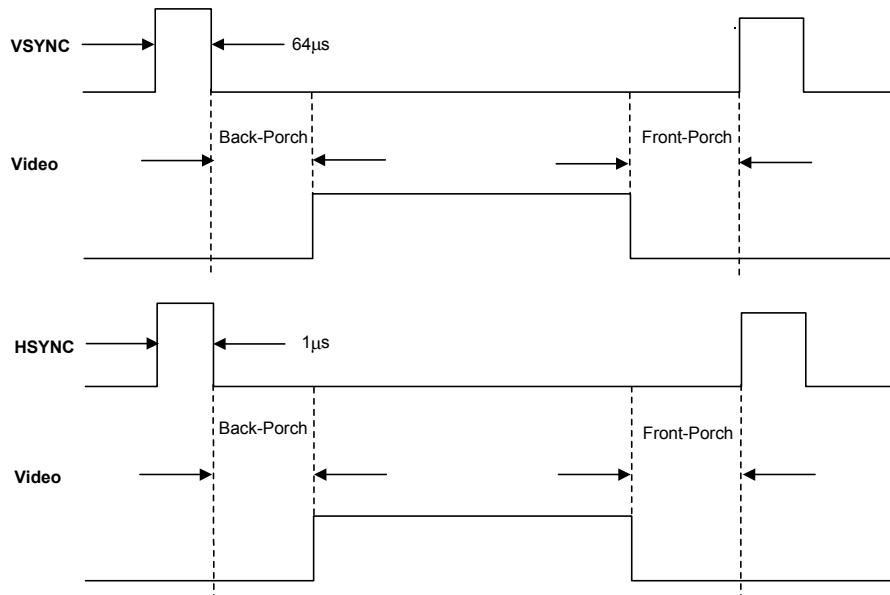 VSYNC
64μs
Back-Porch
Front-Porch
Video
HSYNC
1μs
Back-Porch
Front-Porch
Video